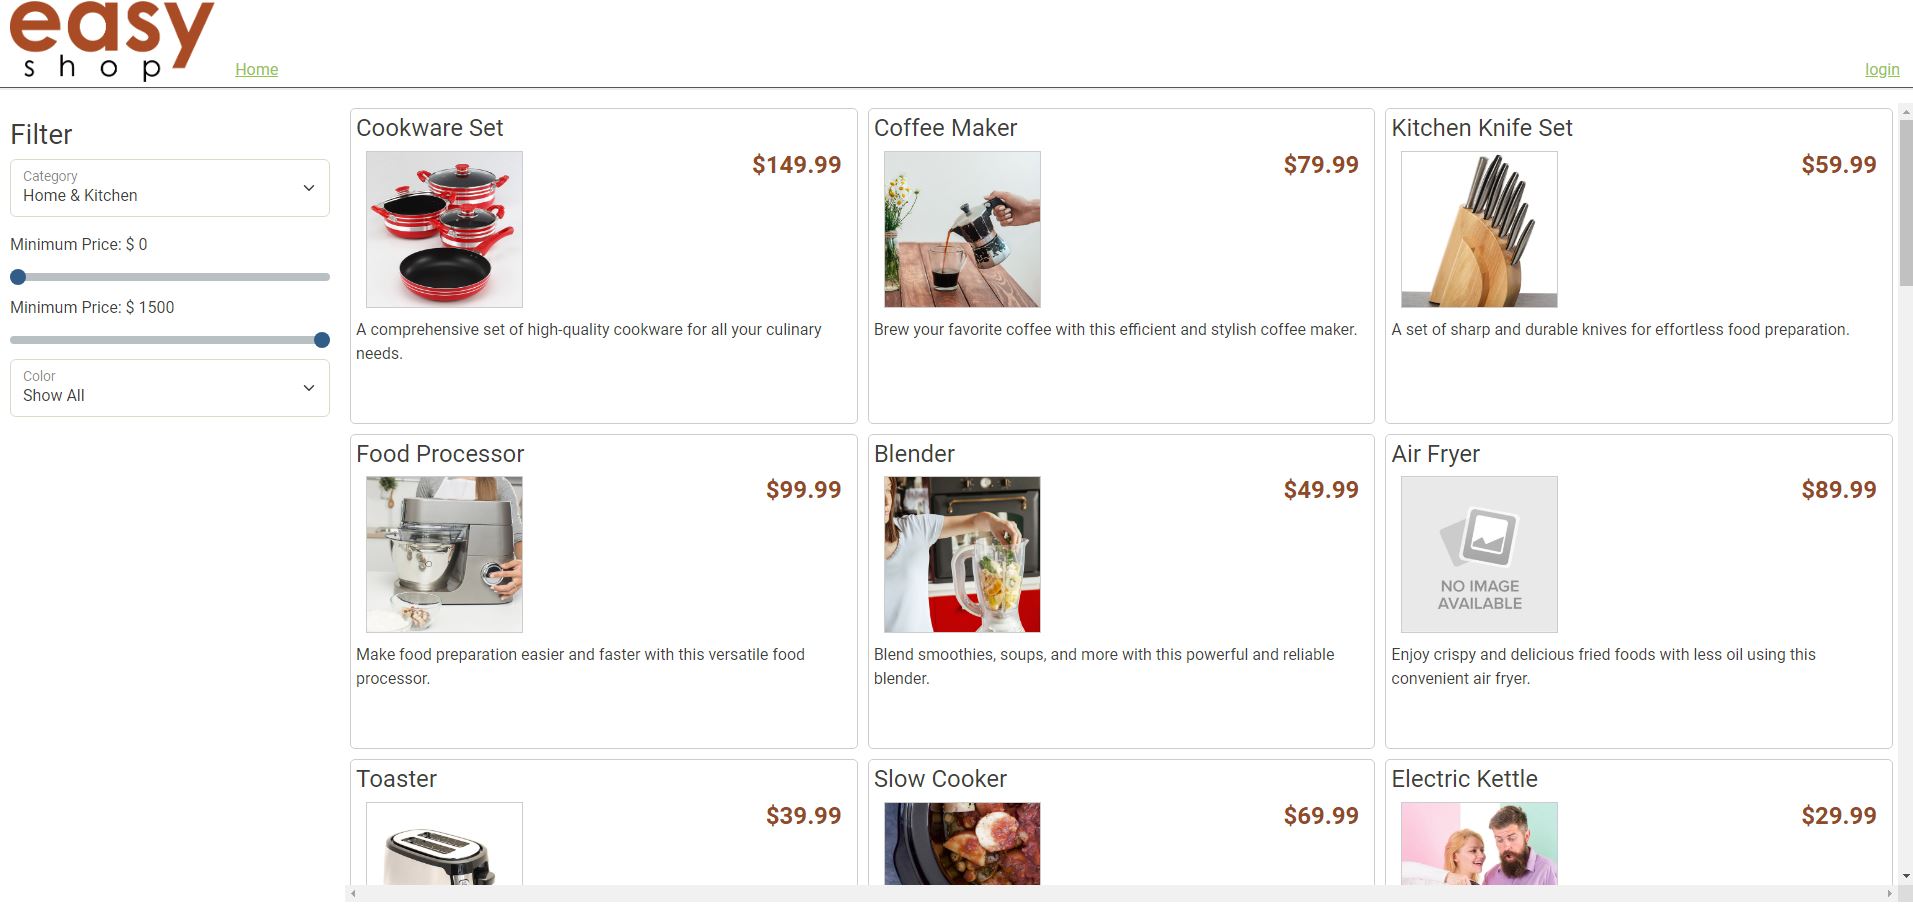 easy
shop
Home
login
Filter
Category
Home & Kitchen
Minimum Price: $ 0
Minimum Price: $ 1500
Color
Show All
Cookware Set
$149.99
A comprehensive set of high-quality cookware for all your culinary
needs.
Coffee Maker
$79.99
Brew your favorite coffee with this efficient and stylish coffee maker.
Kitchen Knife Set
$59.99
A set of sharp and durable knives for effortless food preparation.
Food Processor
$99.99
Make food preparation easier and faster with this versatile food
processor.
Blender
$49.99
Blend smoothies, soups, and more with this powerful and reliable
blender.
Air Fryer
$89.99
NO IMAGE
AVAILABLE
Enjoy crispy and delicious fried foods with less oil using this
convenient air fryer.
Toaster
$39.99
Slow Cooker
$69.99
Electric Kettle
$29.99